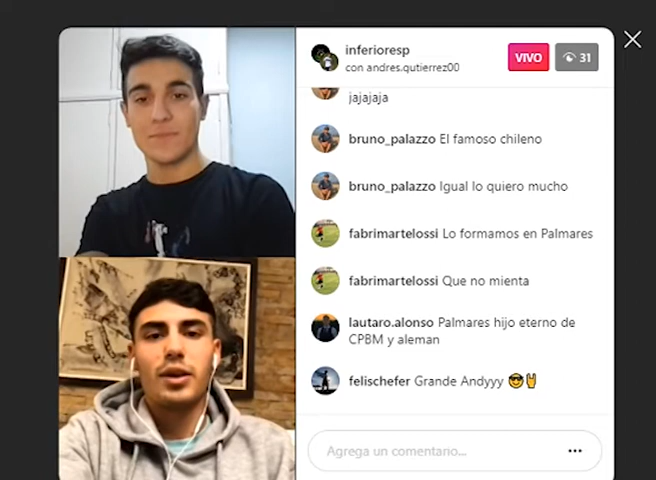 inferioresp
con andres.gutierrez00
VIVO
31
jajajaja
bruno_palazzo El famoso chileno
bruno_palazzo Igual lo quiero mucho
fabrimartelossi Lo formamos en Palmares
fabrimartelossi Que no mienta
lautaro.alonso Palmares hijo eterno de
CPBM y aleman
felischefer Grande Andyyy 😎🤘
Agrega un comentario...